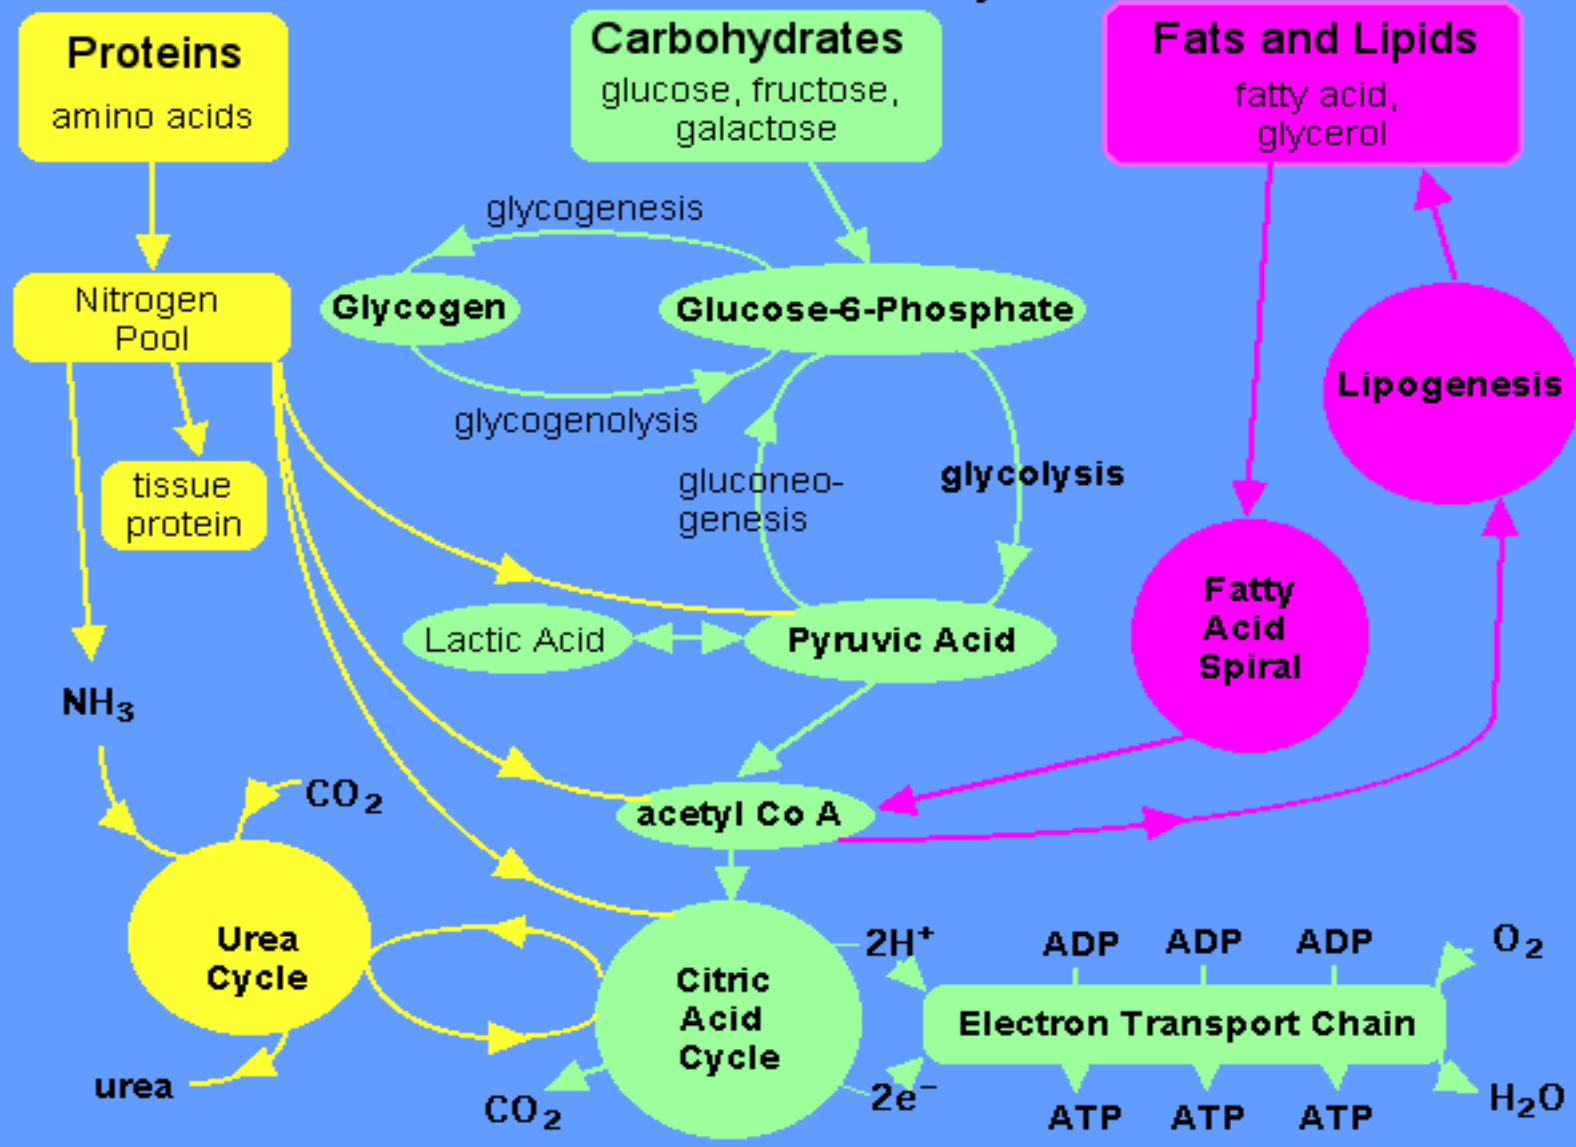 Proteins
amino acids
Carbohydrates
glucose, fructose,
galactose
Fats and Lipids
fatty acid,
glycerol
glycogenesis
Nitrogen
Pool
Glycogen
Glucose-6-Phosphate
Lipogenesis
glycogenolysis
tissue
protein
gluconeo-
genesis
glycolysis
Fatty
Acid
Spiral
Lactic Acid
Pyruvic Acid
NH₃
CO₂
acetyl Co A
Urea
Cycle
Citric
Acid
Cycle
2H⁺
ADP
ADP
ADP
O₂
Electron Transport Chain
urea
CO₂
2e⁻
ATP
ATP
ATP
H₂O